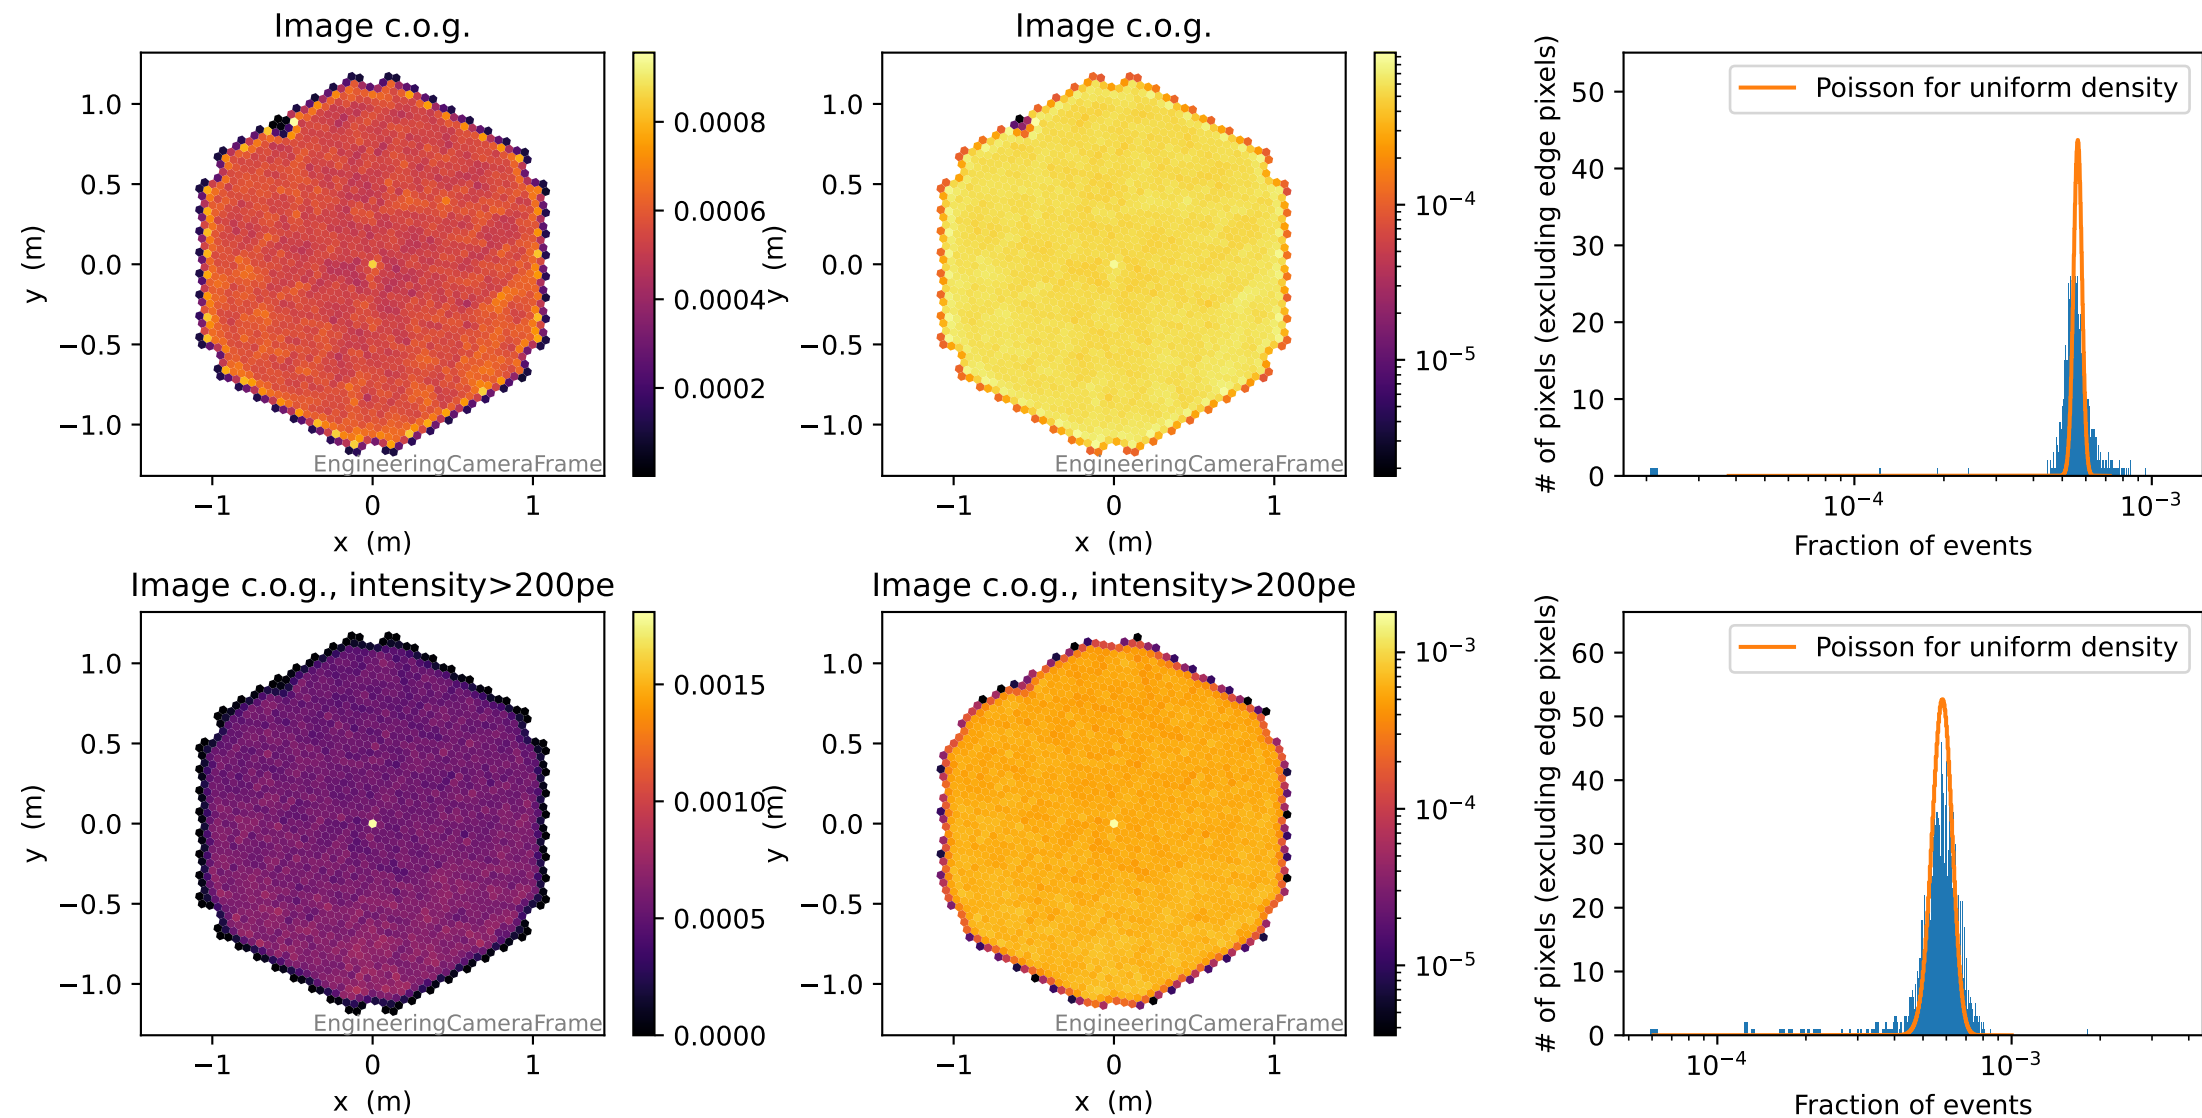 Image c.o.g.
1.0
0.5
0.0
−0.5
−1.0
y (m)
−1
0
1
x (m)
EngineeringCameraFrame
0.0008
0.0006
0.0004
0.0002
Image c.o.g.
1.0
0.5
0.0
−0.5
−1.0
y (m)
−1
0
1
x (m)
EngineeringCameraFrame
10⁻⁴
10⁻⁵
Poisson for uniform density
50
40
30
20
10
0
# of pixels (excluding edge pixels)
10⁻⁴
10⁻³
Fraction of events
Image c.o.g., intensity>200pe
1.0
0.5
0.0
−0.5
−1.0
y (m)
−1
0
1
x (m)
EngineeringCameraFrame
0.0015
0.0010
0.0005
0.0000
Image c.o.g., intensity>200pe
1.0
0.5
0.0
−0.5
−1.0
y (m)
−1
0
1
x (m)
EngineeringCameraFrame
10⁻³
10⁻⁴
10⁻⁵
Poisson for uniform density
60
50
40
30
20
10
0
# of pixels (excluding edge pixels)
10⁻⁴
10⁻³
Fraction of events